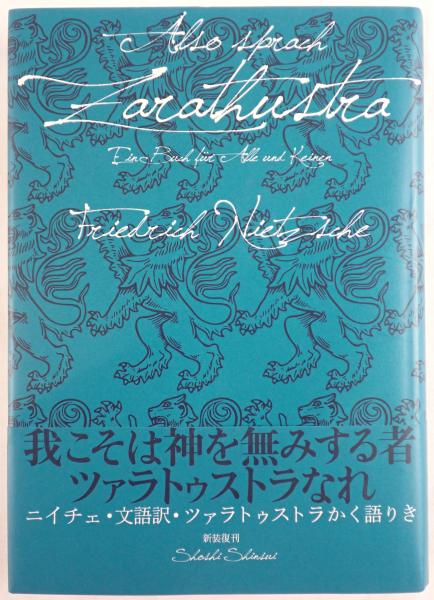 Also sprach
Zarathustra
Ein Buch für Alle und Keinen
Friedrich Nietzsche
我こそは神を無みする者
ツァラトゥストラなれ
ニイチェ・文語訳・ツァラトゥストラかく語りき
新装復刊
Shoshi Shinsui